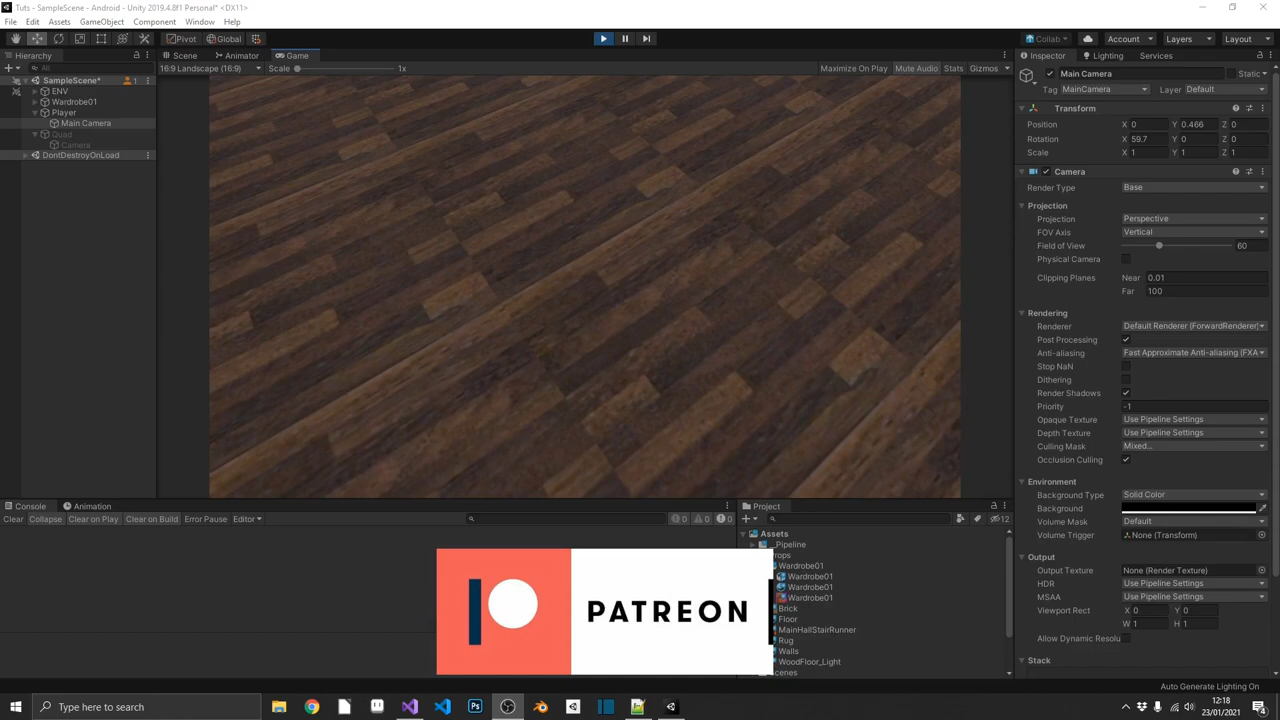 Tuts - SampleScene - Android - Unity 2019.4.8f1 Personal* <DX11>
File Edit Assets GameObject Component Window Help
Pivot Global Collab Account Layers Layout
Hierarchy Scene Animator Game Inspector Lighting Services
All 16:9 Landscape (16:9) Scale 1x Maximize On Play Mute Audio Stats Gizmos Main Camera Static
SampleScene* 1
Tag MainCamera Layer Default
ENV
Wardrobe01
Player
Main Camera
Quad
Camera
DontDestroyOnLoad
Transform
Position X 0 Y 0.466 Z 0
Rotation X 59.7 Y 0 Z 0
Scale X 1 Y 1 Z 1
Camera
Render Type Base
Projection
Projection Perspective
FOV Axis Vertical
Field of View 60
Physical Camera
Clipping Planes Near 0.01
Far 100
Rendering
Renderer Default Renderer (ForwardRenderer)
Post Processing
Anti-aliasing Fast Approximate Anti-aliasing (FXA
Stop NaN
Dithering
Render Shadows
Priority -1
Opaque Texture Use Pipeline Settings
Depth Texture Use Pipeline Settings
Culling Mask Mixed...
Occlusion Culling
Environment
Background Type Solid Color
Background
Volume Mask Default
Volume Trigger None (Transform)
Output
Output Texture None (Render Texture)
HDR Use Pipeline Settings
MSAA Use Pipeline Settings
Viewport Rect X 0 Y 0
W 1 H 1
Allow Dynamic Resolu
Stack
Console Animation
Clear Collapse Clear on Play Clear on Build Error Pause Editor 0 0 0
Project
12
Assets
_Pipeline
rops
Wardrobe01
Wardrobe01
Wardrobe01
Wardrobe01
Brick
Floor
MainHallStairRunner
Rug
Walls
WoodFloor_Light
cenes
PATREON
Auto Generate Lighting On
Type here to search
12:18
23/01/2021